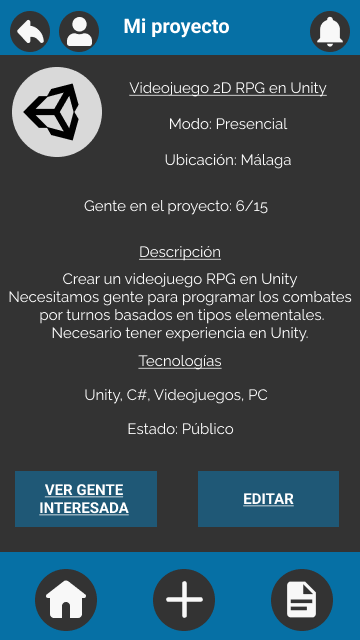 Mi proyecto
Videojuego 2D RPG en Unity
Modo: Presencial
Ubicación: Málaga
Gente en el proyecto: 6/15
Descripción
Crear un videojuego RPG en Unity
Necesitamos gente para programar los combates
por turnos basados en tipos elementales.
Necesario tener experiencia en Unity.
Tecnologías
Unity, C#, Videojuegos, PC
Estado: Público
VER GENTE
INTERESADA
EDITAR